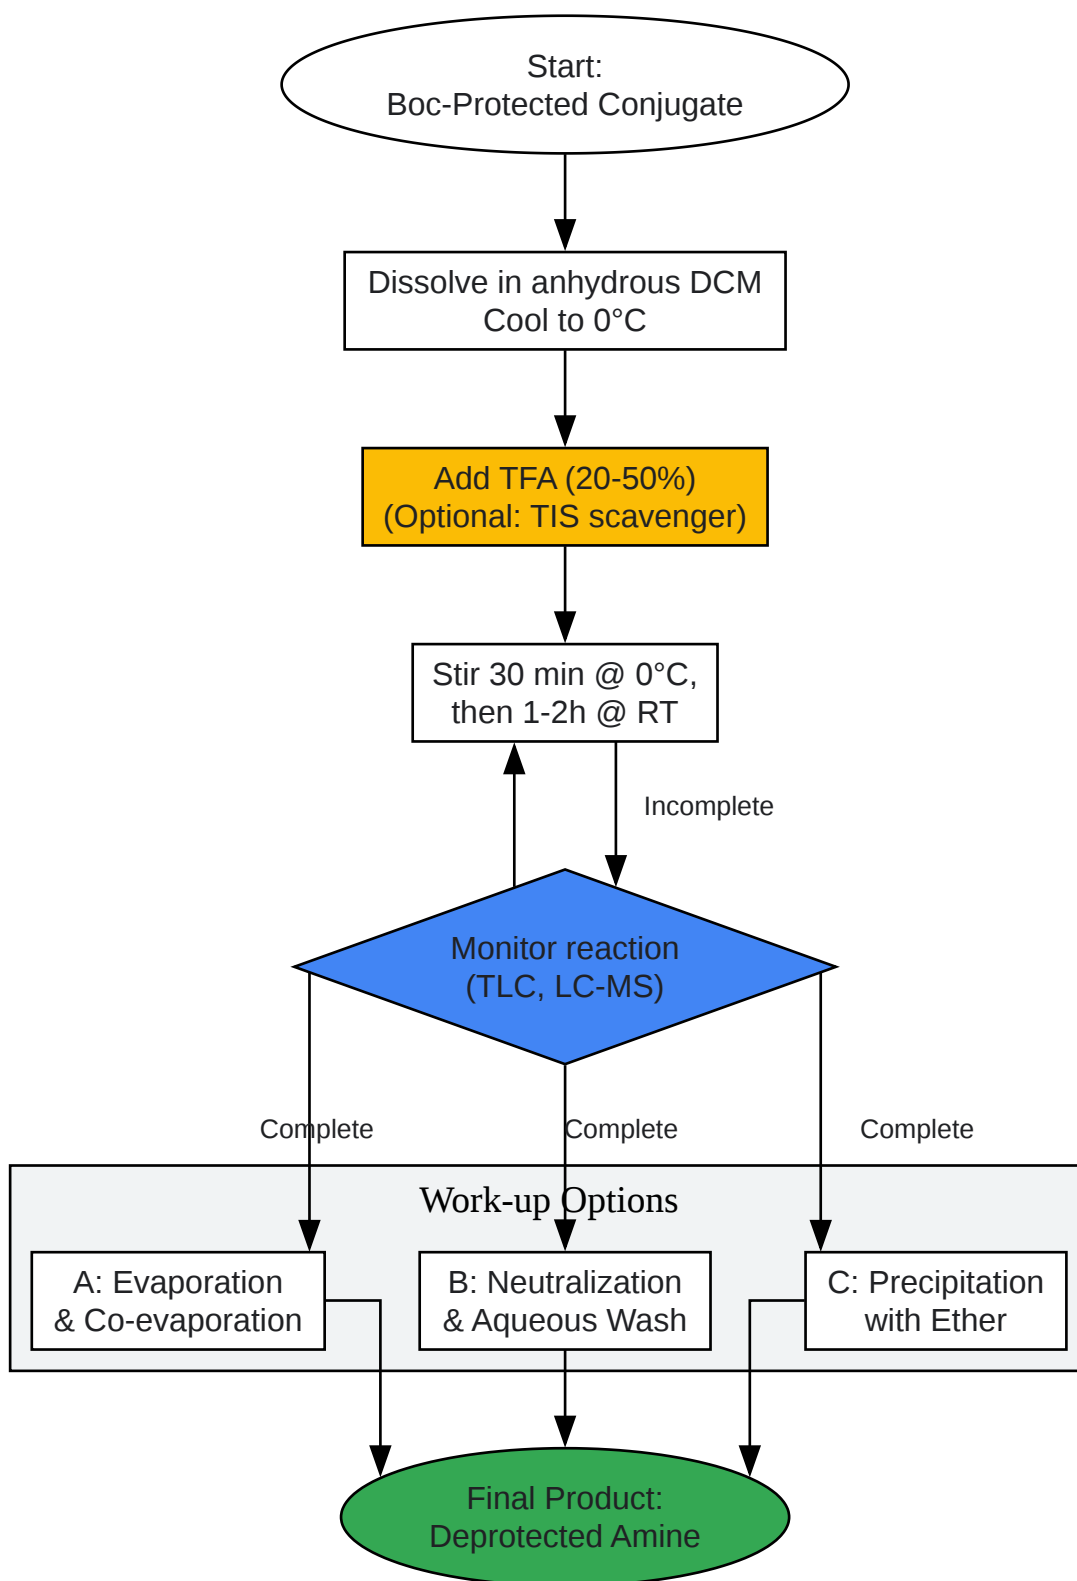 Start:
Boc-Protected Conjugate
Dissolve in anhydrous DCM
Cool to 0°C
Add TFA (20-50%)
(Optional: TIS scavenger)
Stir 30 min @ 0°C,
then 1-2h @ RT
Incomplete
Monitor reaction
(TLC, LC-MS)
Complete
Complete
Complete
Work-up Options
A: Evaporation
& Co-evaporation
B: Neutralization
& Aqueous Wash
C: Precipitation
with Ether
Final Product:
Deprotected Amine